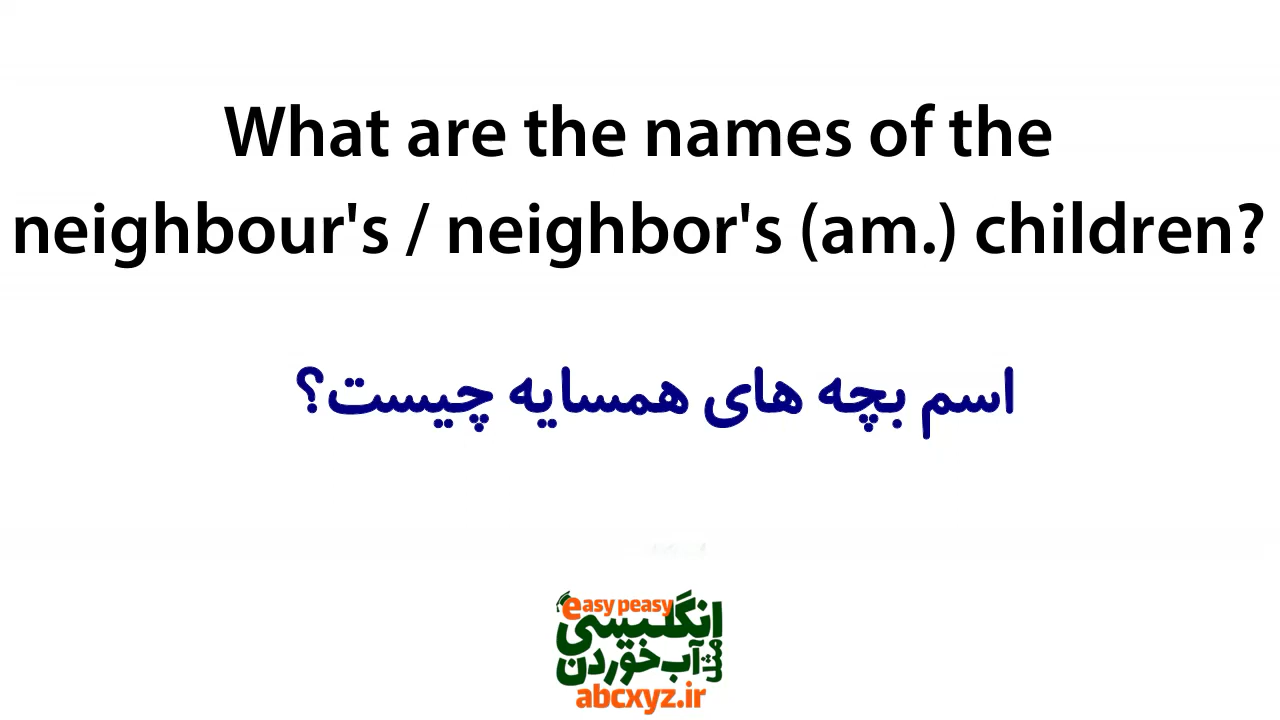 What are the names of the
neighbour's / neighbor's (am.) children?
اسم بچه های همسایه چیست؟
easy peasy
انگلیسی
مثل
آب خوردن
abcxyz.ir